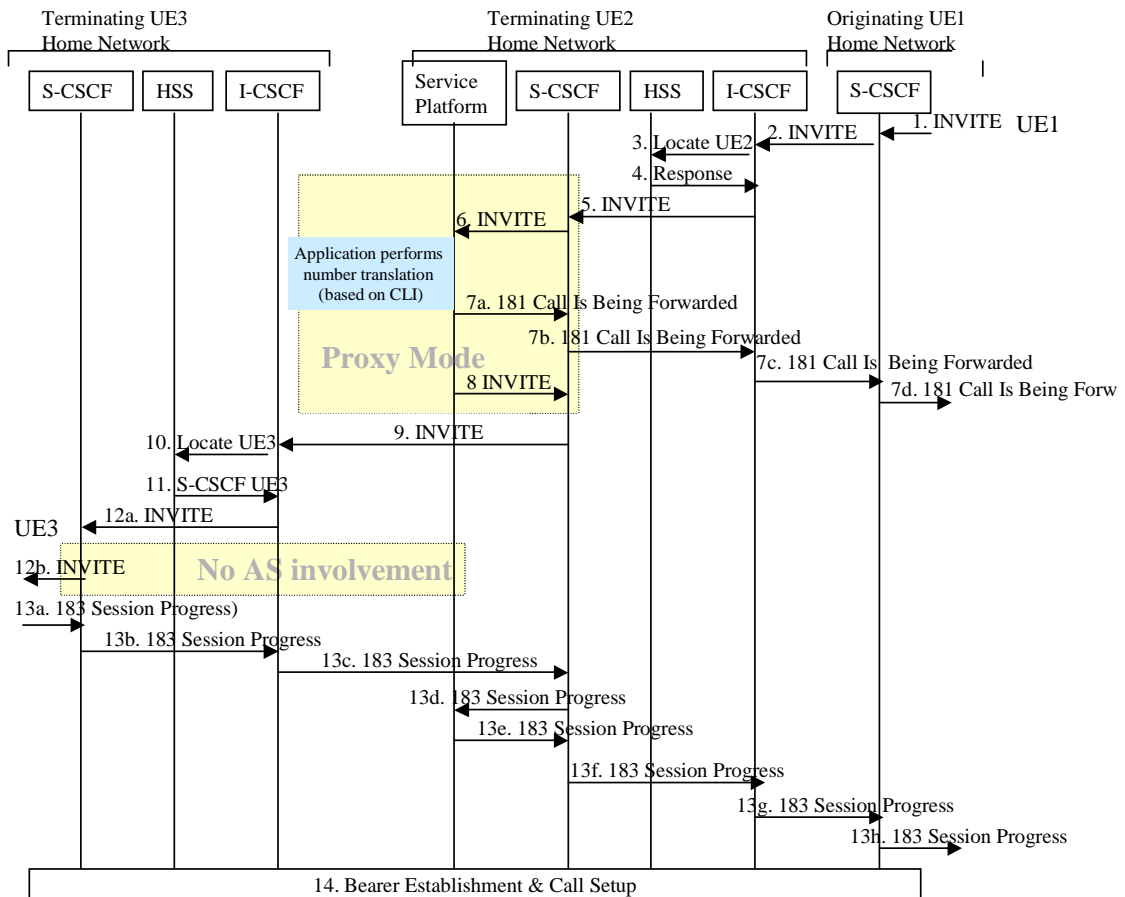 Terminating UE3
Home Network
Terminating UE2
Home Network
Originating UE1
Home Network
S-CSCF
HSS
I-CSCF
Service
Platform
S-CSCF
HSS
I-CSCF
S-CSCF
1. INVITE
UE1
2. INVITE
3. Locate UE2
4. Response
5. INVITE
6. INVITE
Application performs
number translation
(based on CLI)
7a. 181 Call Is Being Forwarded
7b. 181 Call Is Being Forwarded
Proxy Mode
7c. 181 Call Is Being Forwarded
8 INVITE
7d. 181 Call Is Being Forw
9. INVITE
10. Locate UE3
11. S-CSCF UE3
12a. INVITE
UE3
12b. INVITE
No AS involvement
13a. 183 Session Progress)
13b. 183 Session Progress
13c. 183 Session Progress
13d. 183 Session Progress
13e. 183 Session Progress
13f. 183 Session Progress
13g. 183 Session Progress
13h. 183 Session Progress
14. Bearer Establishment & Call Setup